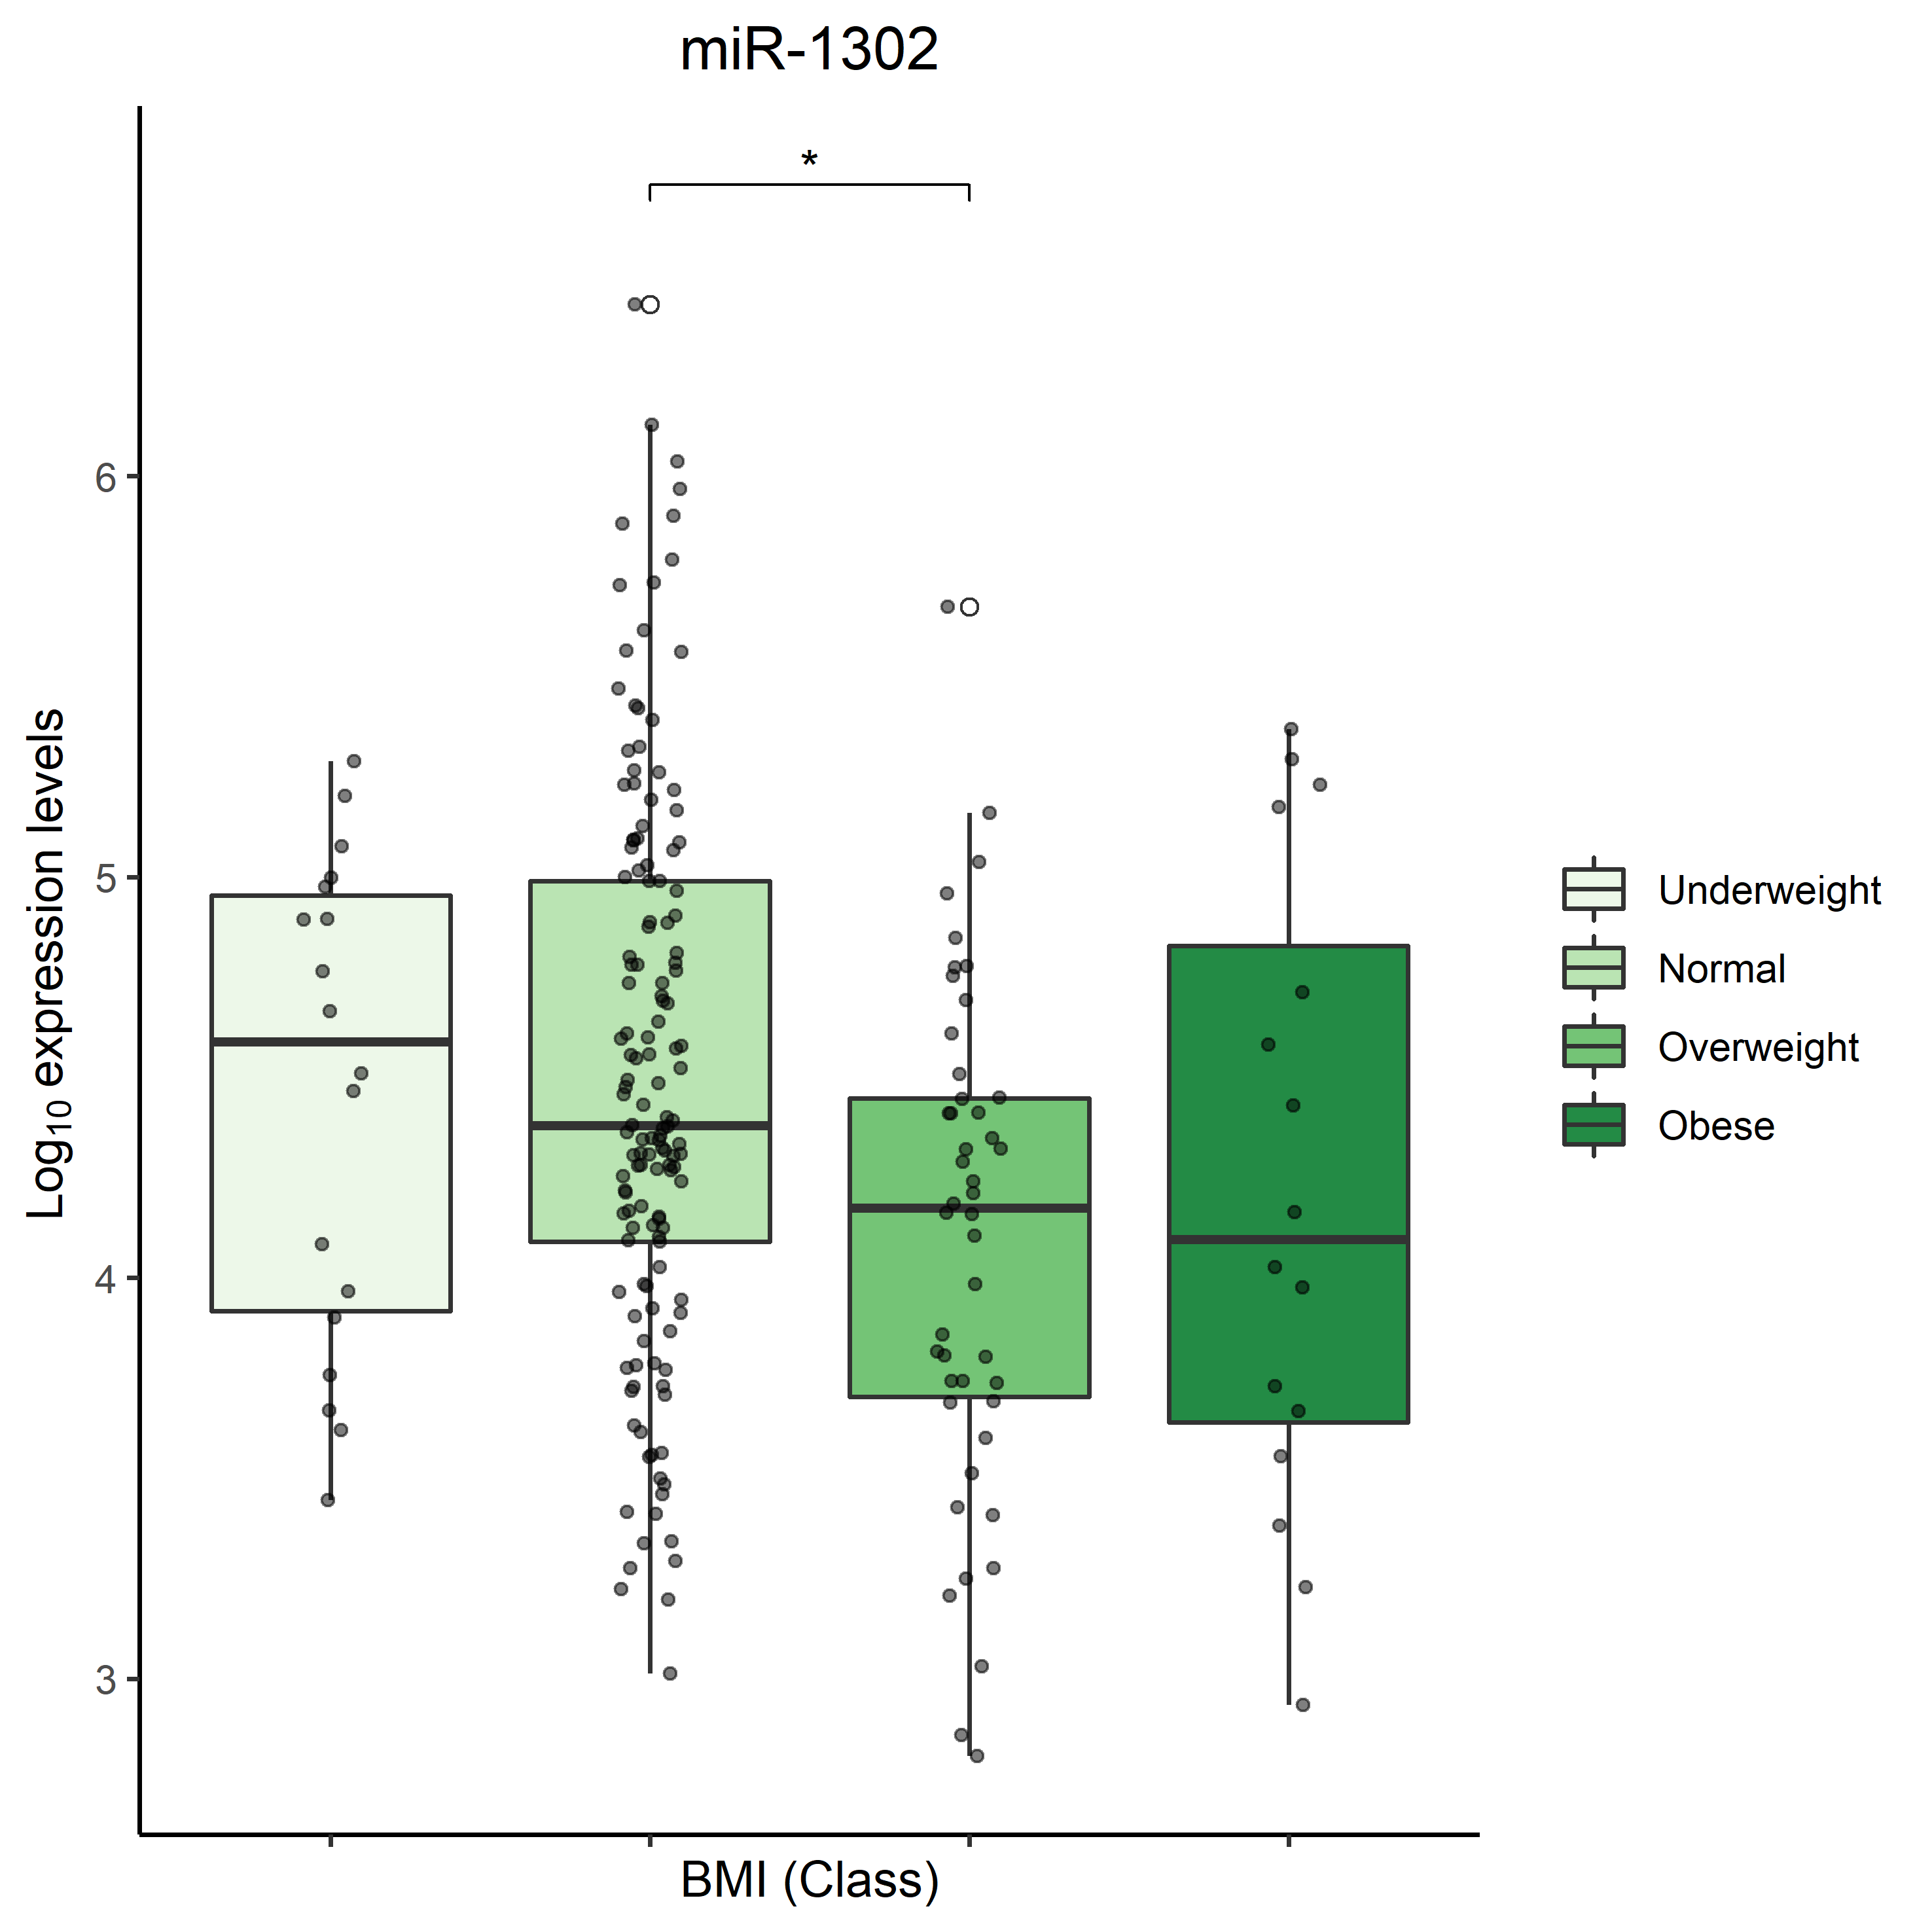 miR-1302
*
6
5
4
3
Log10 expression levels
BMI (Class)
Underweight
Normal
Overweight
Obese